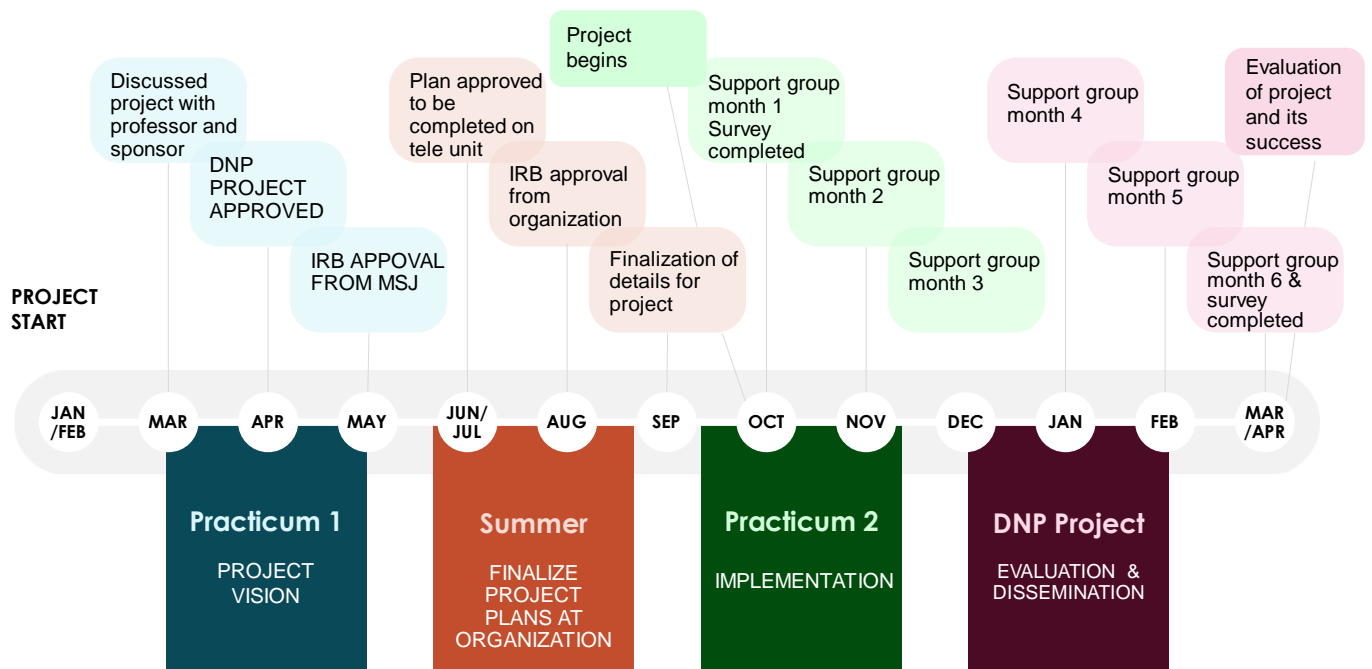 Discussed
project with
professor and
sponsor
DNP
PROJECT
APPROVED
IRB APPOVAL
FROM MSJ
Plan approved
to be
completed on
tele unit
IRB approval
from
organization
Finalization of
details for
project
Project
begins
Support group
month 1
Survey
completed
Support group
month 2
Support group
month 3
Support group
month 4
Support group
month 5
Support group
month 6 &
survey
completed
Evaluation
of project
and its
success
PROJECT
START
JAN
/FEB
MAR
APR
MAY
JUN/
JUL
AUG
SEP
OCT
NOV
DEC
JAN
FEB
MAR
/APR
Practicum 1
PROJECT
VISION
Summer
FINALIZE
PROJECT
PLANS AT
ORGANIZATION
Practicum 2
IMPLEMENTATION
DNP Project
EVALUATION &
DISSEMINATION